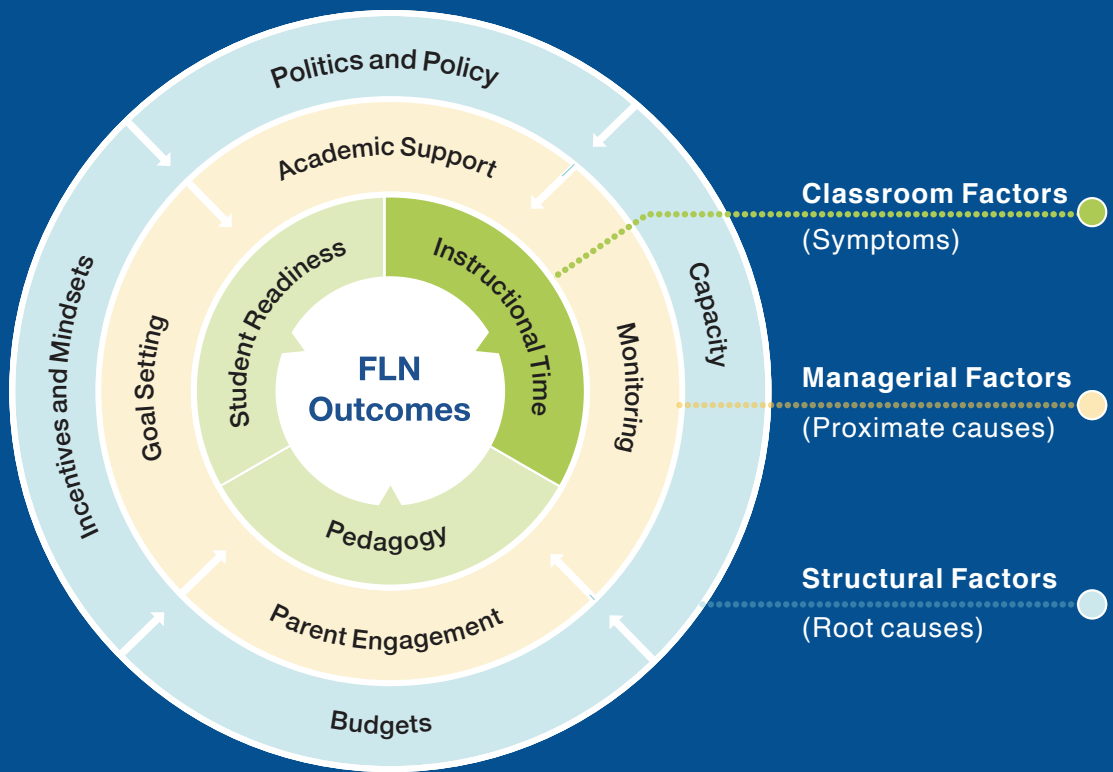 Politics and Policy
Academic Support
Student Readiness
Instructional Time
Incentives and Mindsets
Goal Setting
FLN
Outcomes
Monitoring
Capacity
Pedagogy
Parent Engagement
Budgets
Classroom Factors
(Symptoms)
Managerial Factors
(Proximate causes)
Structural Factors
(Root causes)